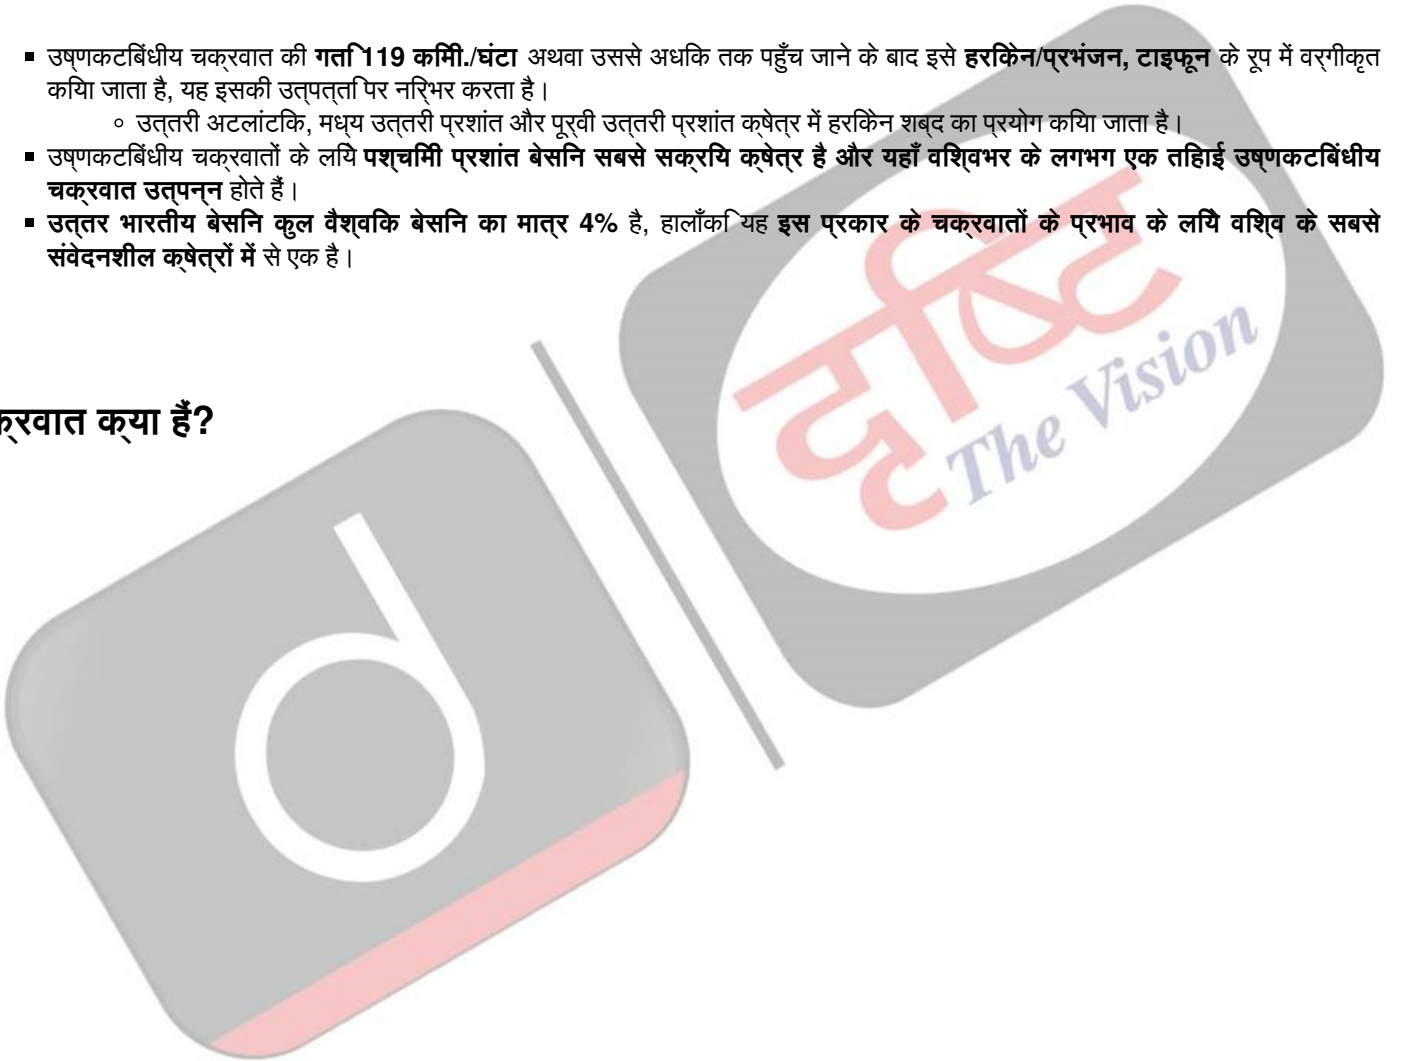 ▪ उष्णकटिबंधीय चक्रवात की गति 119 किमी./घंटा अथवा उससे अधिक तक पहुँच जाने के बाद इसे हरिकेन/प्रभंजन, टाइफून के रूप में वर्गीकृत
किया जाता है, यह इसकी उत्पत्ति पर निर्भर करता है।
○ उत्तरी अटलांटिक, मध्य उत्तरी प्रशांत और पूर्वी उत्तरी प्रशांत क्षेत्र में हरिकेन शब्द का प्रयोग किया जाता है।
▪ उष्णकटिबंधीय चक्रवातों के लिये पश्चिमी प्रशांत बेसिन सबसे सक्रिय क्षेत्र है और यहाँ विश्वभर के लगभग एक तिहाई उष्णकटिबंधीय
चक्रवात उत्पन्न होते हैं।
▪ उत्तर भारतीय बेसिन कुल वैश्विक बेसिन का मात्र 4% है, हालाँकि यह इस प्रकार के चक्रवातों के प्रभाव के लिये विश्व के सबसे
संवेदनशील क्षेत्रों में से एक है।
क्रवात क्या हैं?
दृष्टि
The Vision
d